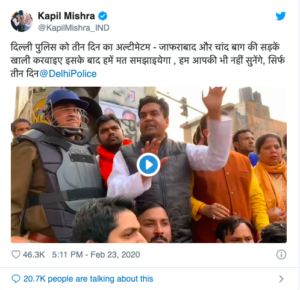 Kapil Mishra
@KapilMishra_IND
दिल्ली पुलिस को तीन दिन का अल्टीमेटम - जाफराबाद और चांद बाग की सड़कें
खाली करवाइए इसके बाद हमें मत समझाइयेगा , हम आपकी भी नहीं सुनेंगे, सिर्फ
तीन दिन@DelhiPolice
46.3K 5:11 PM - Feb 23, 2020
20.7K people are talking about this